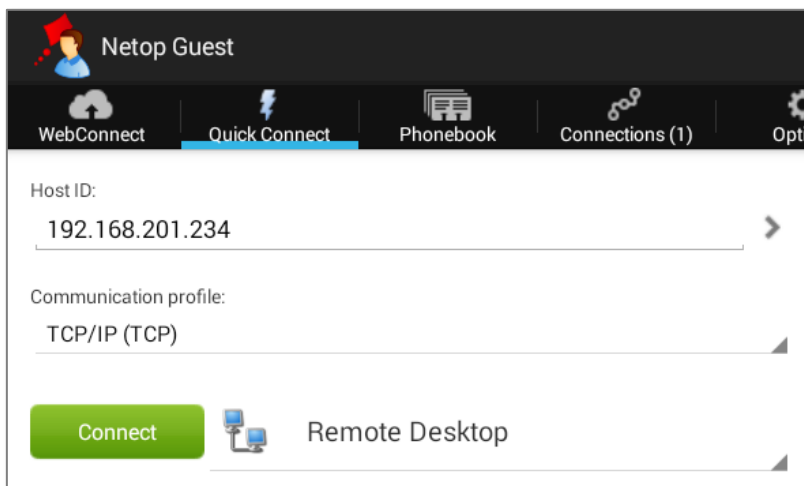 Netop Guest
WebConnect
Quick Connect
Phonebook
Connections (1)
Host ID:
192.168.201.234
Communication profile:
TCP/IP (TCP)
Connect
Remote Desktop